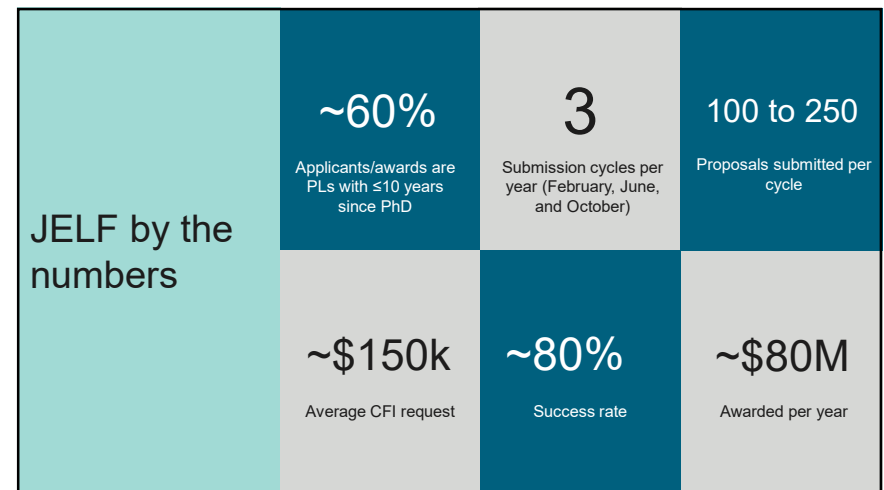 JELF by the
numbers
~60%
Applicants/awards are
PLs with ≤10 years
since PhD
3
Submission cycles per
year (February, June,
and October)
100 to 250
Proposals submitted per
cycle
~$150k
Average CFI request
~80%
Success rate
~$80M
Awarded per year